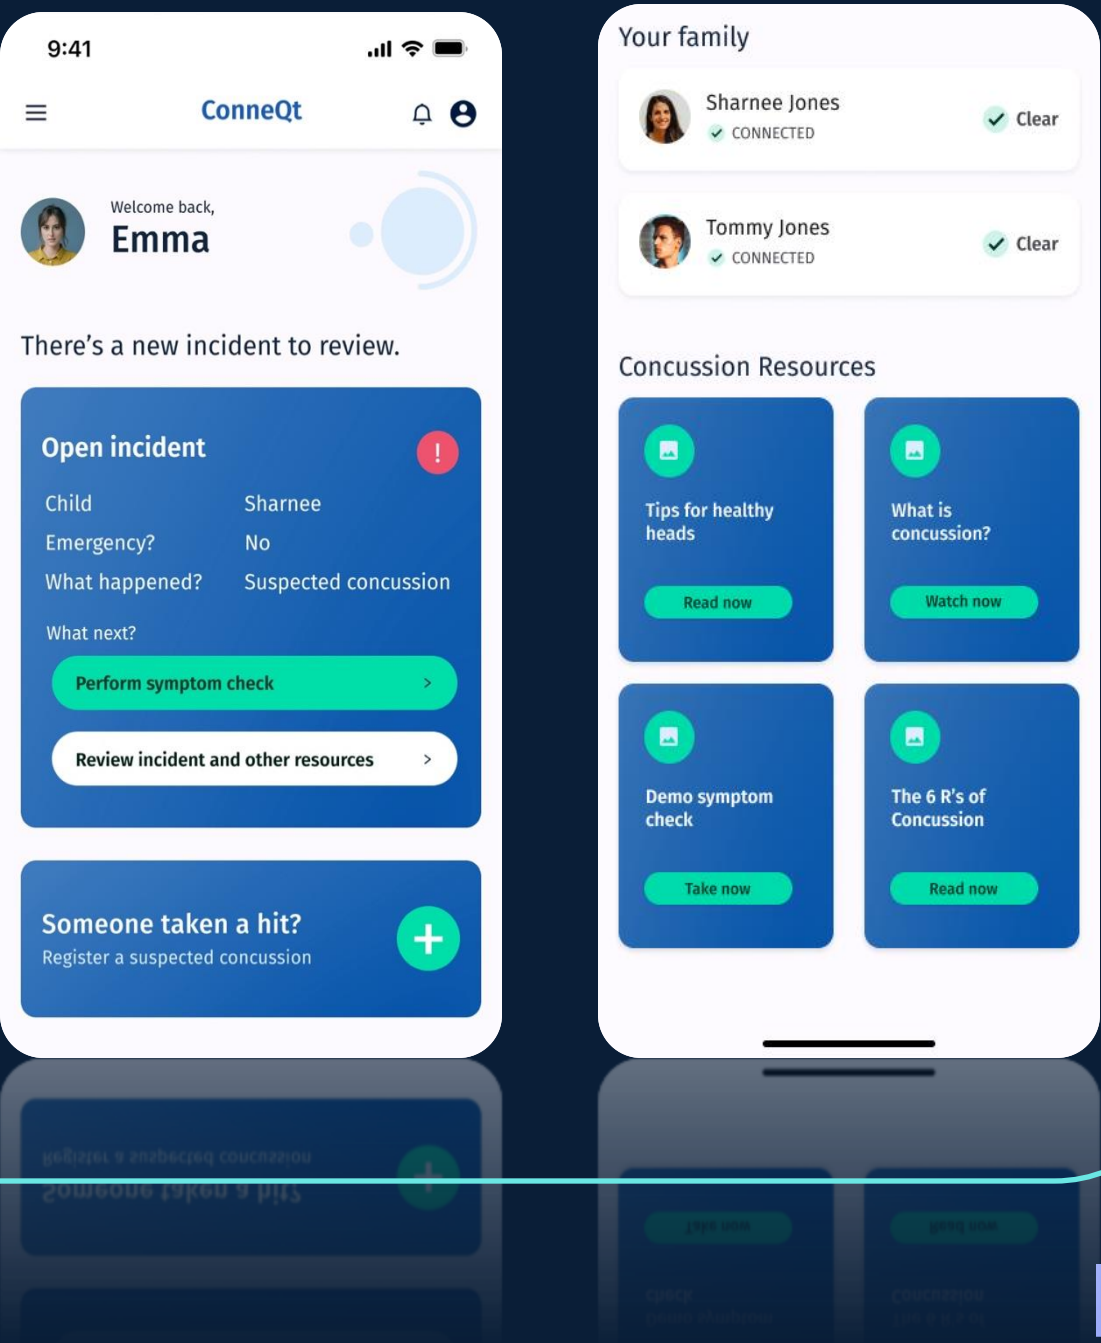 9:41
ConneQt
Welcome back,
Emma
There's a new incident to review.
Open incident
!
Child Sharnee
Emergency? No
What happened? Suspected concussion
What next?
Perform symptom check >
Review incident and other resources >
Someone taken a hit?
Register a suspected concussion
Your family
Sharnee Jones
CONNECTED
Clear
Tommy Jones
CONNECTED
Clear
Concussion Resources
Tips for healthy
heads
Read now
What is
concussion?
Watch now
Demo symptom
check
Take now
The 6 R's of
Concussion
Read now